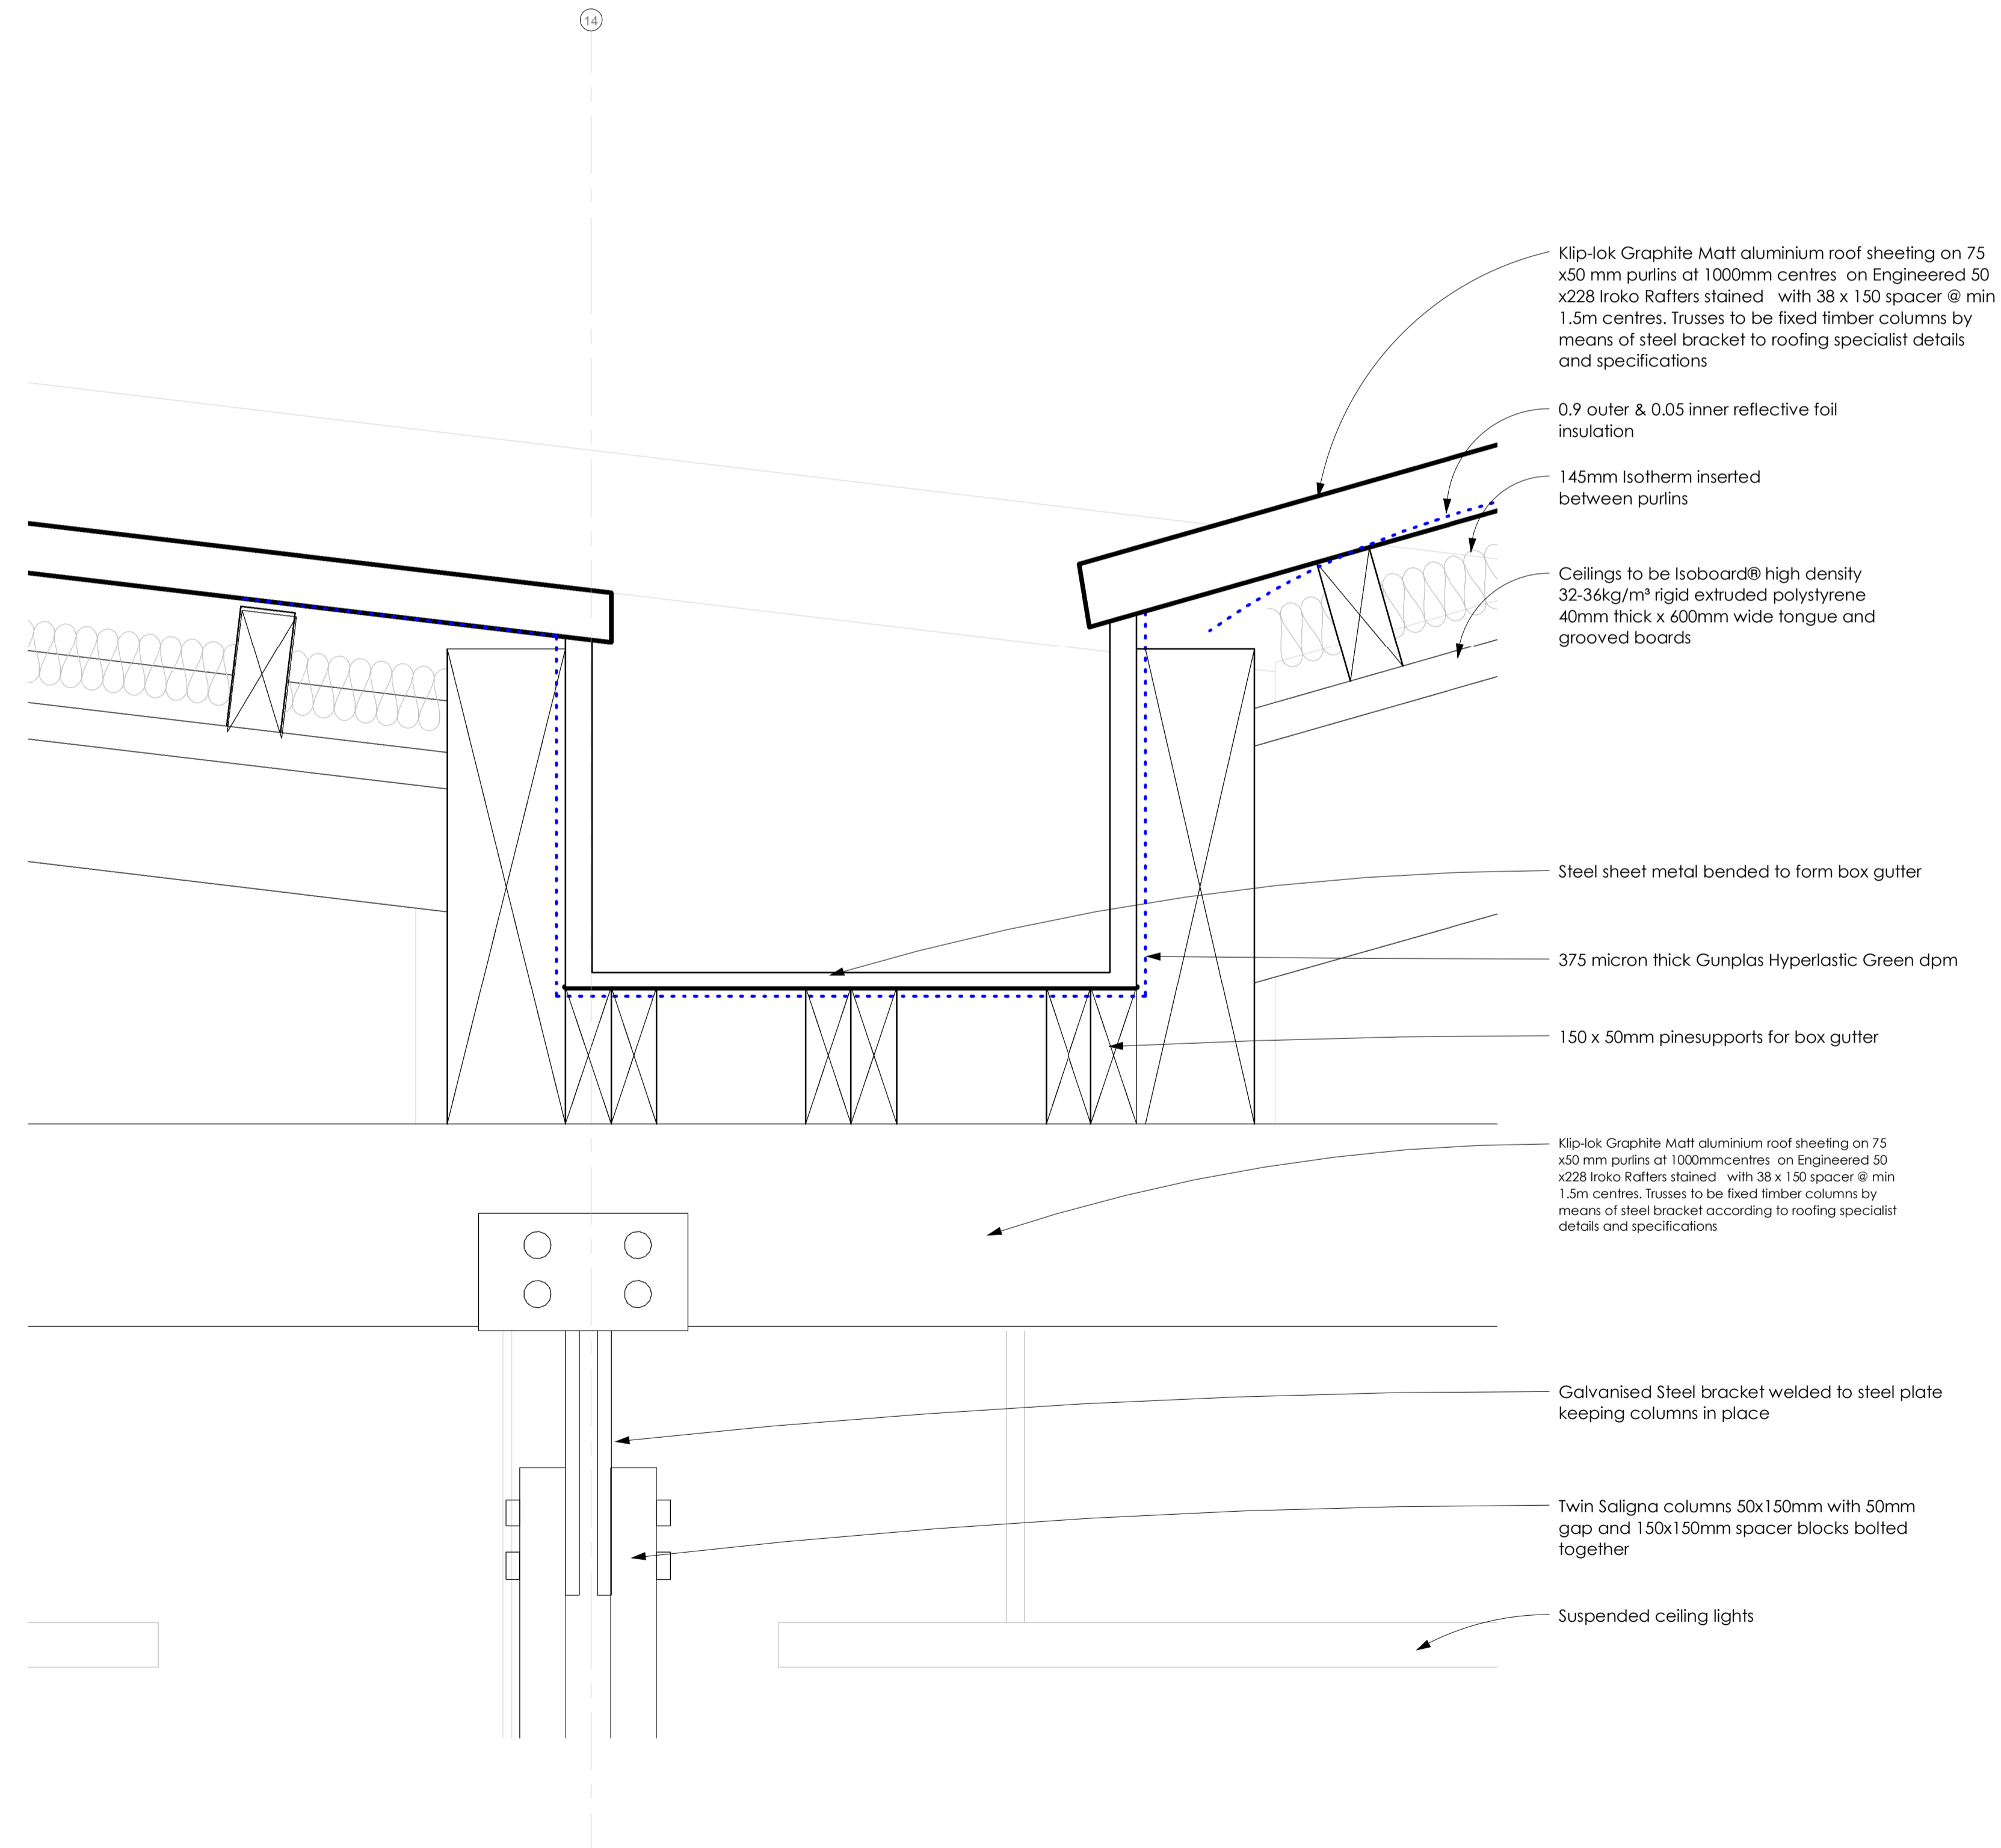 14
Klip-lok Graphite Matt aluminium roof sheeting on 75
x50 mm purlins at 1000mm centres on Engineered 50
x228 Iroko Rafters stained with 38 x 150 spacer @ min
1.5m centres. Trusses to be fixed timber columns by
means of steel bracket to roofing specialist details
and specifications
0.9 outer & 0.05 inner reflective foil
insulation
145mm Isotherm inserted
between purlins
Ceilings to be Isoboard® high density
32-36kg/m³ rigid extruded polystyrene
40mm thick x 600mm wide tongue and
grooved boards
Steel sheet metal bended to form box gutter
375 micron thick Gunplas Hyperlastic Green dpm
150 x 50mm pinesupports for box gutter
Klip-lok Graphite Matt aluminium roof sheeting on 75
x50 mm purlins at 1000mmcentres on Engineered 50
x228 Iroko Rafters stained with 38 x 150 spacer @ min
1.5m centres. Trusses to be fixed timber columns by
means of steel bracket according to roofing specialist
details and specifications
Galvanised Steel bracket welded to steel plate
keeping columns in place
Twin Saligna columns 50x150mm with 50mm
gap and 150x150mm spacer blocks bolted
together
Suspended ceiling lights